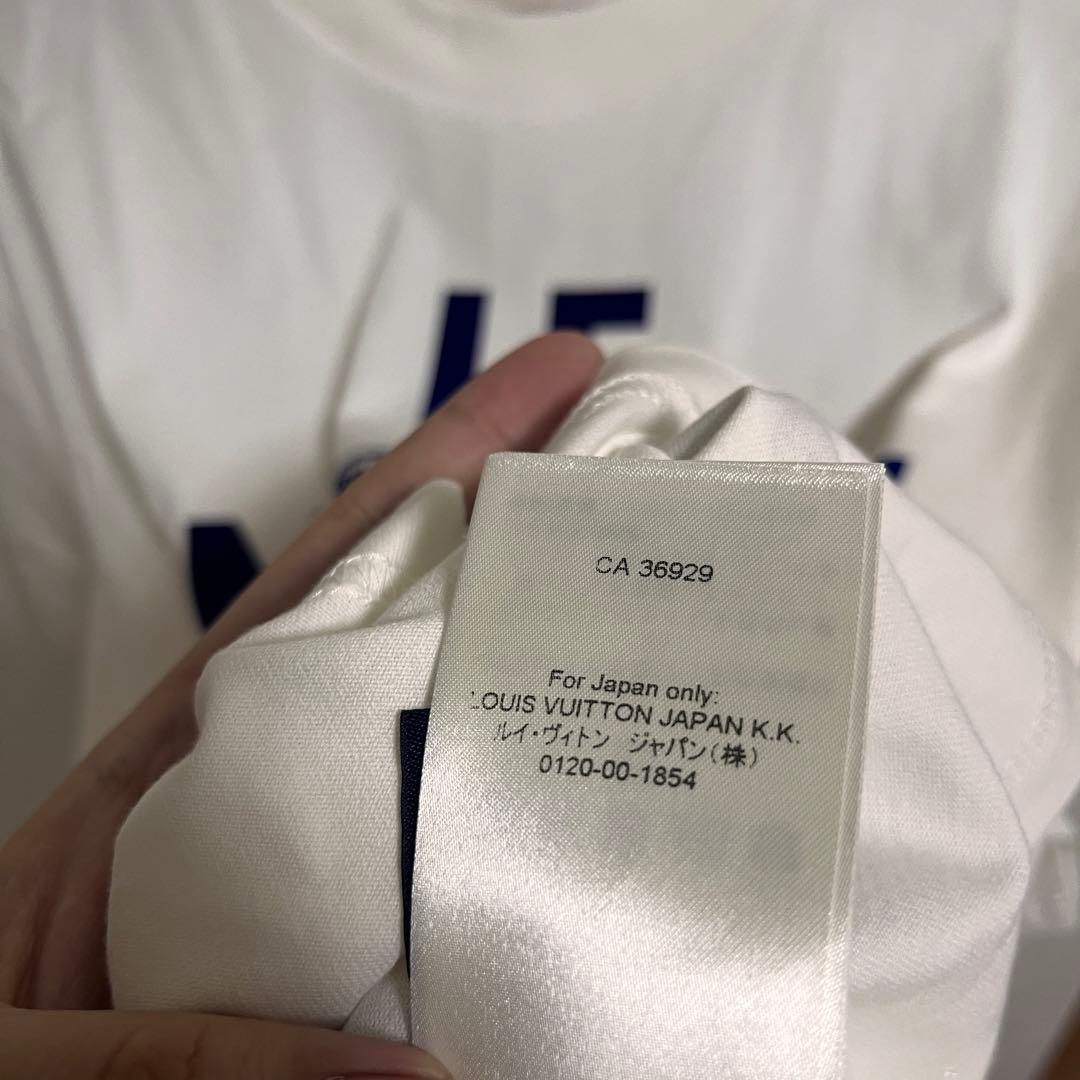 CA 36929
For Japan only:
LOUIS VUITTON JAPAN K.K.
ルイ・ヴィトン ジャパン(株)
0120-00-1854